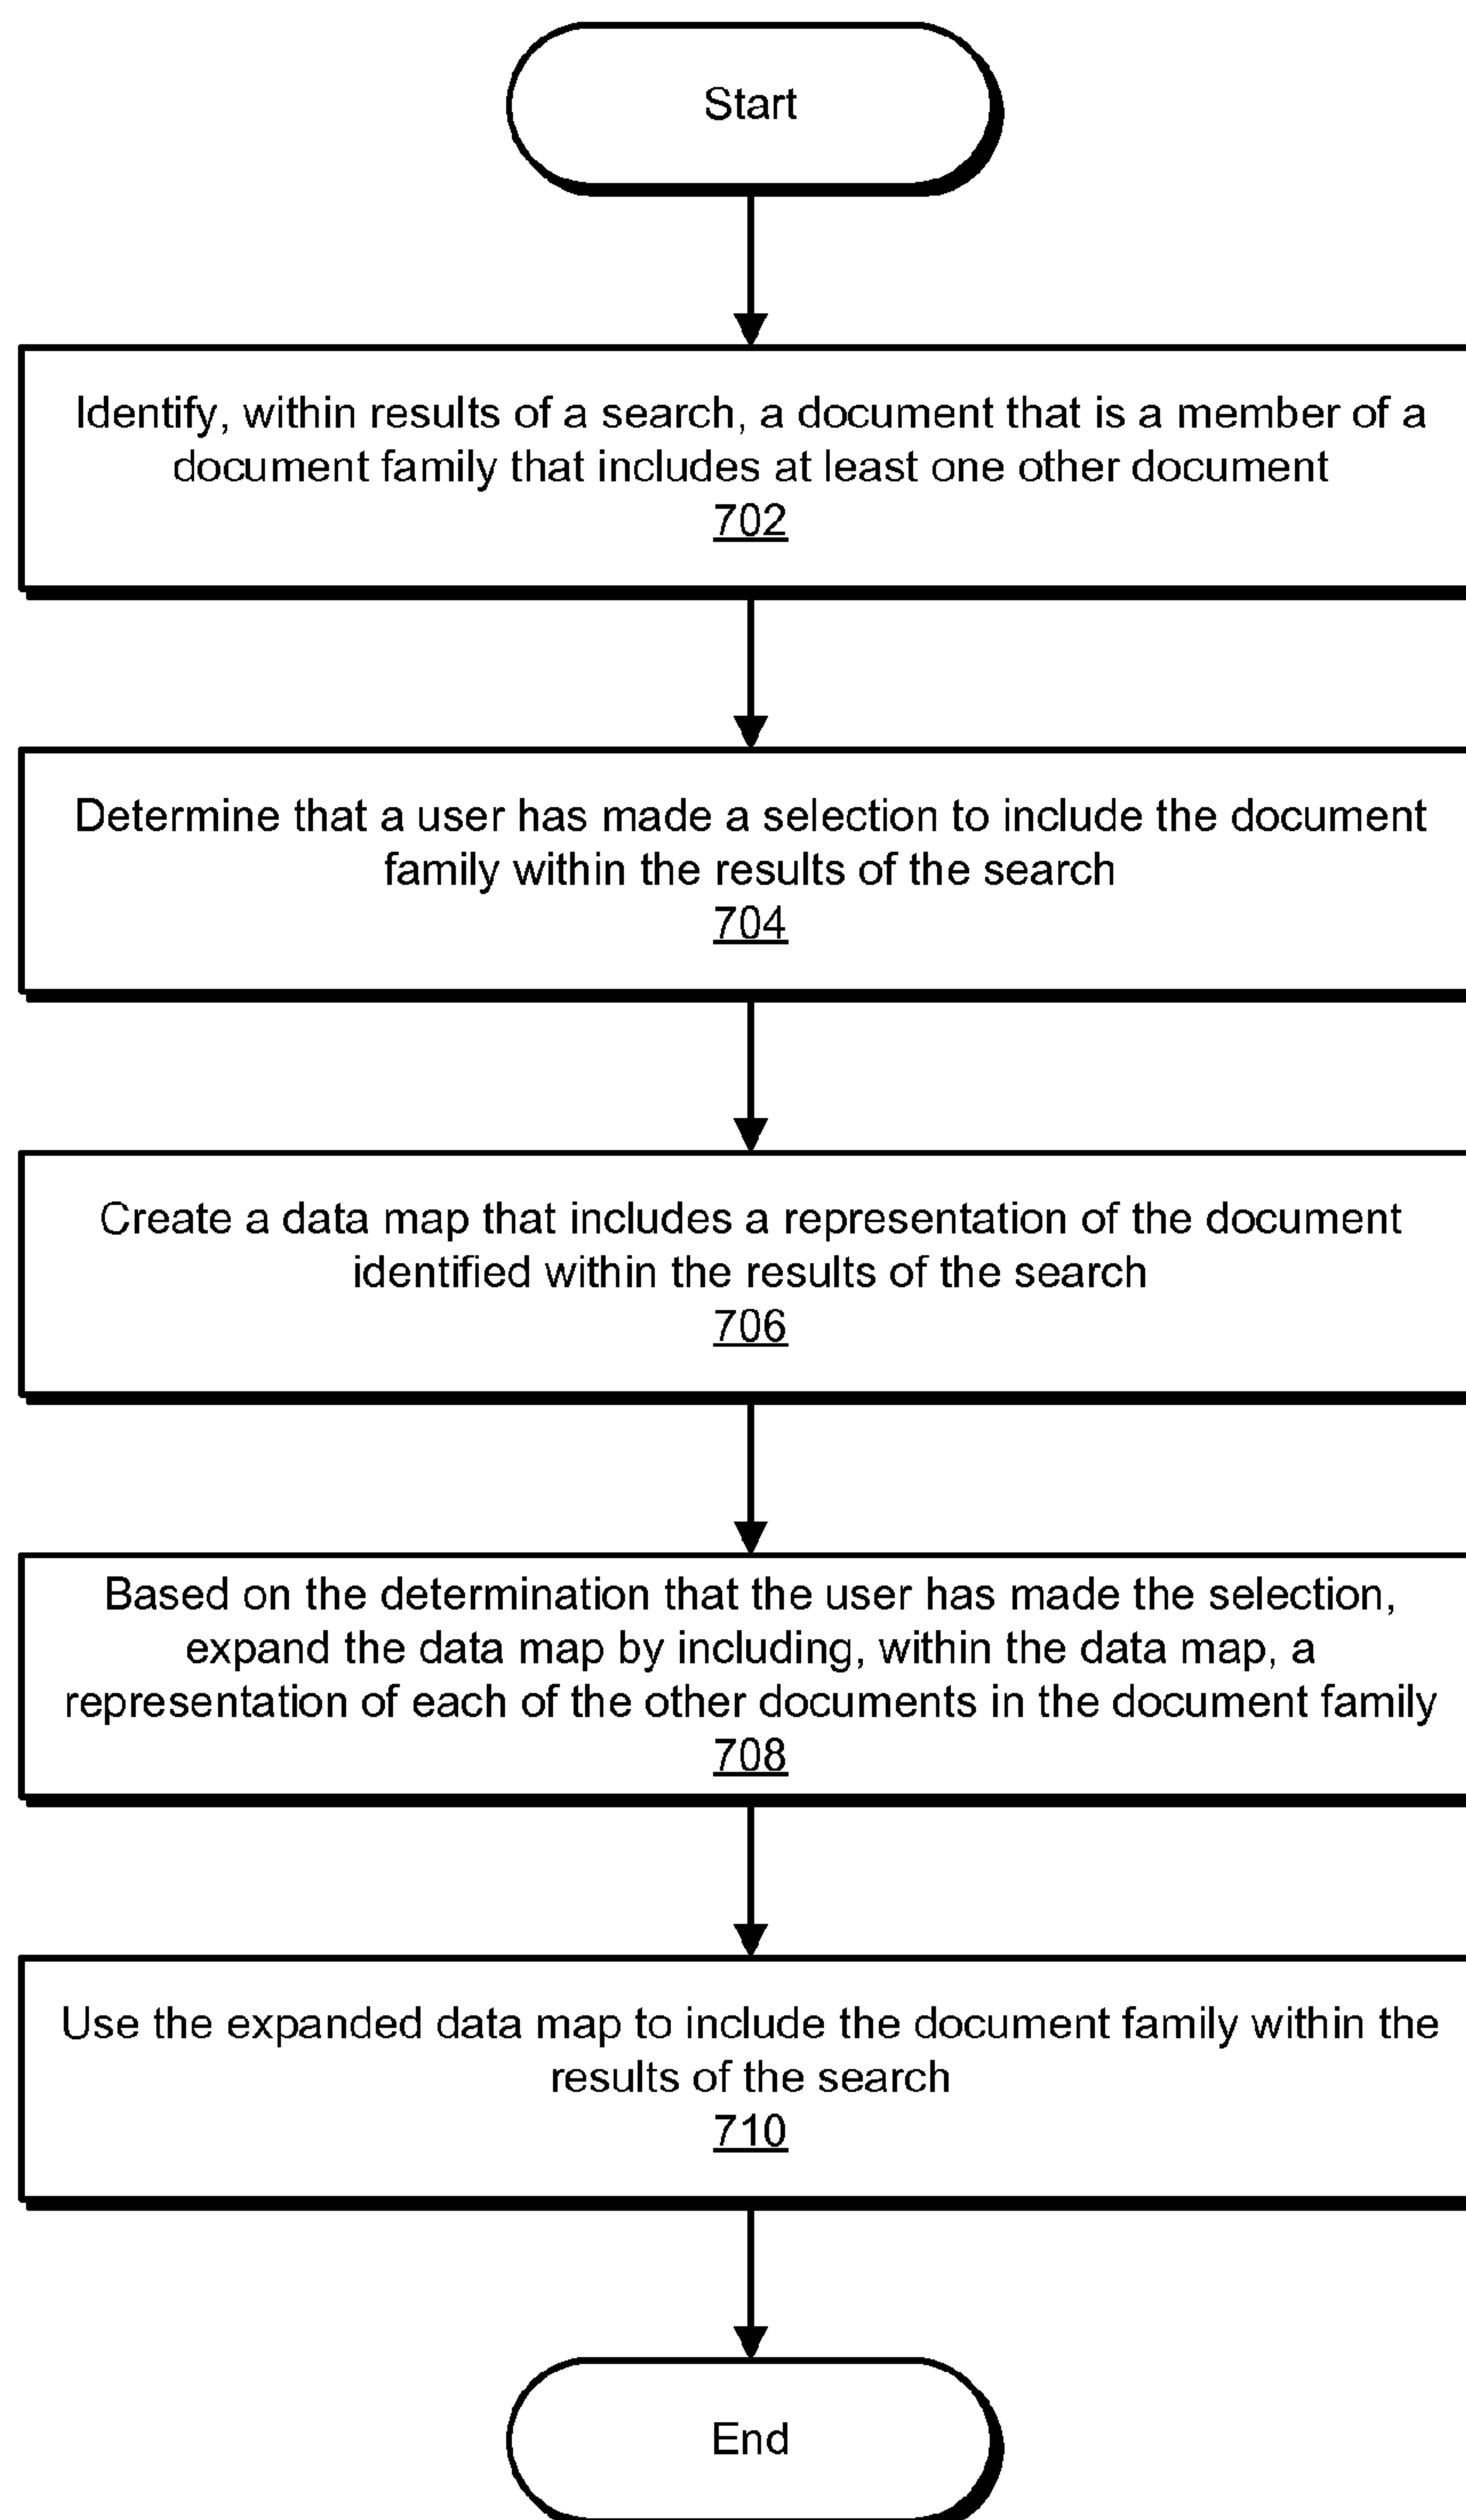 Start
Identify, within results of a search, a document that is a member of a
document family that includes at least one other document
702
Determine that a user has made a selection to include the document
family within the results of the search
704
Create a data map that includes a representation of the document
identified within the results of the search
706
Based on the determination that the user has made the selection,
expand the data map by including, within the data map, a
representation of each of the other documents in the document family
708
Use the expanded data map to include the document family within the
results of the search
710
End